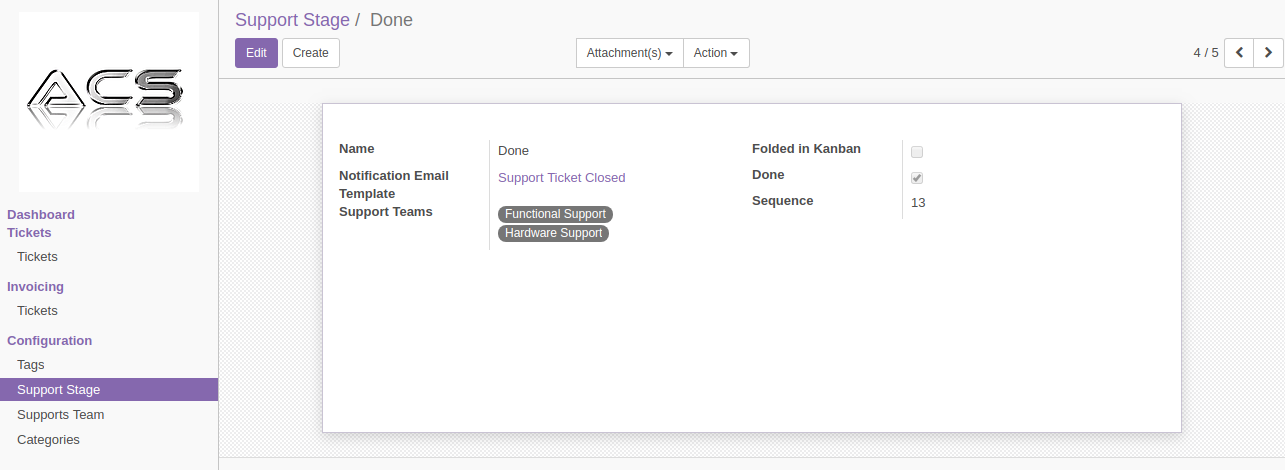 ACS
Dashboard
Tickets
Tickets
Invoicing
Tickets
Configuration
Tags
Support Stage
Supports Team
Categories
Support Stage / Done
Edit Create Attachment(s) Action 4 / 5
Name Done
Notification Email Template Support Ticket Closed
Support Teams Functional Support
Hardware Support
Folded in Kanban
Done
Sequence 13